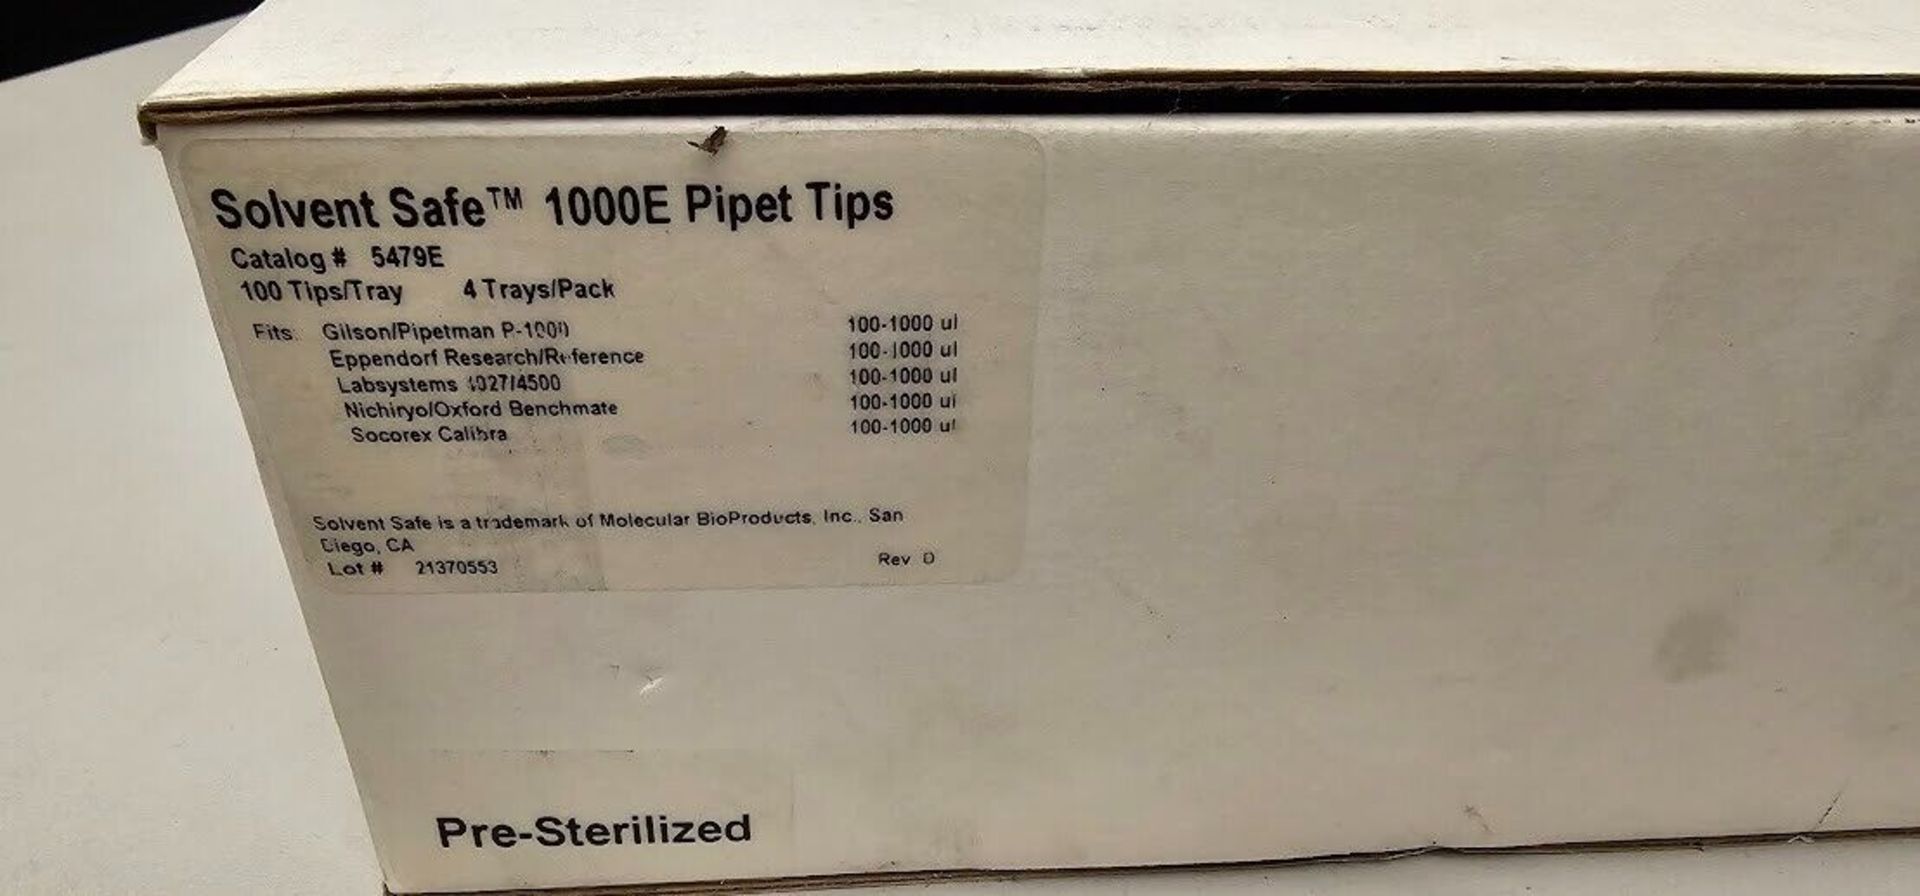 Solvent Safe™ 1000E Pipet Tips
Catalog # 5479E
100 Tips/Tray 4 Trays/Pack
Fits: Gilson/Pipetman P-1000 100-1000 ul
Eppendorf Research/Reference 100-1000 ul
Labsystems /4500 100-1000 ul
Nichiryo/Oxford Benchmate 100-1000 ul
Socorex Calibra 100-1000 ul
Solvent Safe is a trademark of Molecular BioProducts, Inc., San
Diego, CA
Lot # 21370553 Rev D
Pre-Sterilized